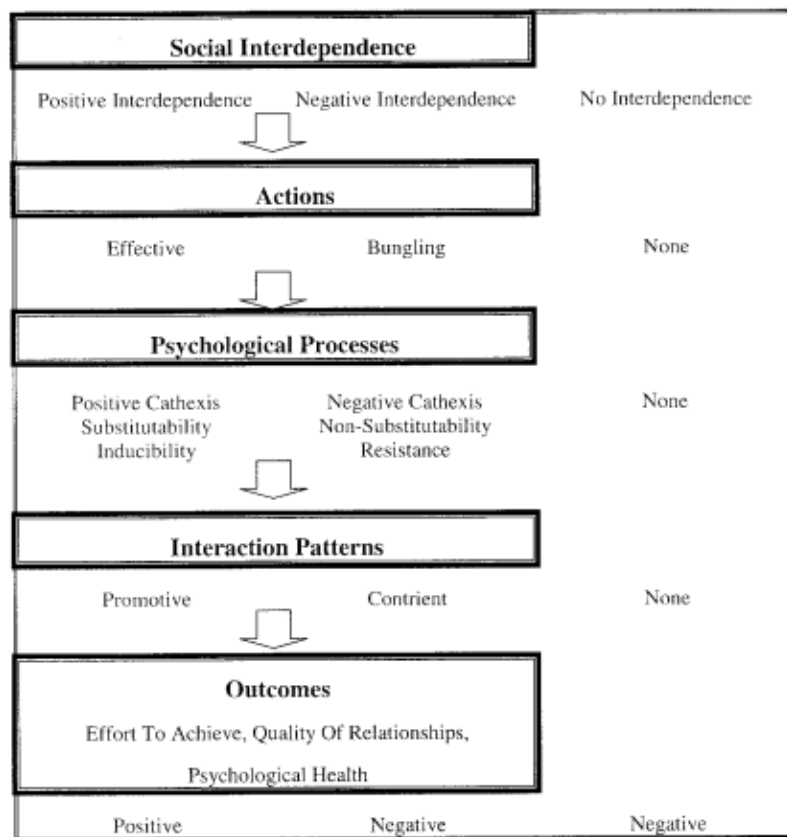 Social Interdependence
Positive Interdependence Negative Interdependence No Interdependence
Actions
Effective Bungling None
Psychological Processes
Positive Cathexis Negative Cathexis None
Substitutability Non-Substitutability
Inducibility Resistance
Interaction Patterns
Promotive Contrient None
Outcomes
Effort To Achieve, Quality Of Relationships,
Psychological Health
Positive Negative Negative